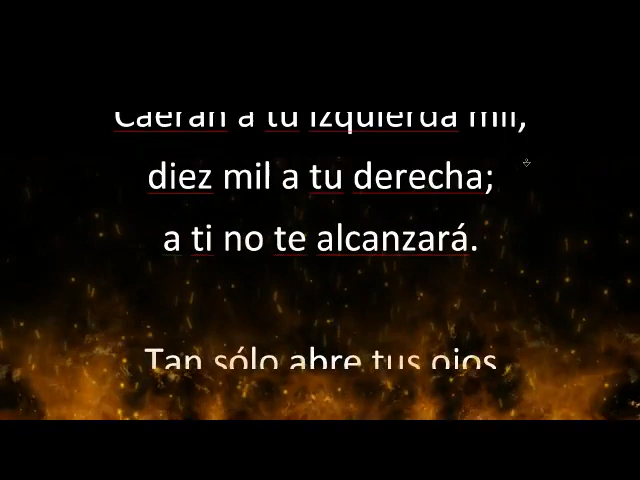 Caerán a tu izquierda mil,
diez mil a tu derecha;
a ti no te alcanzará.
Tan sólo abre tus ojos